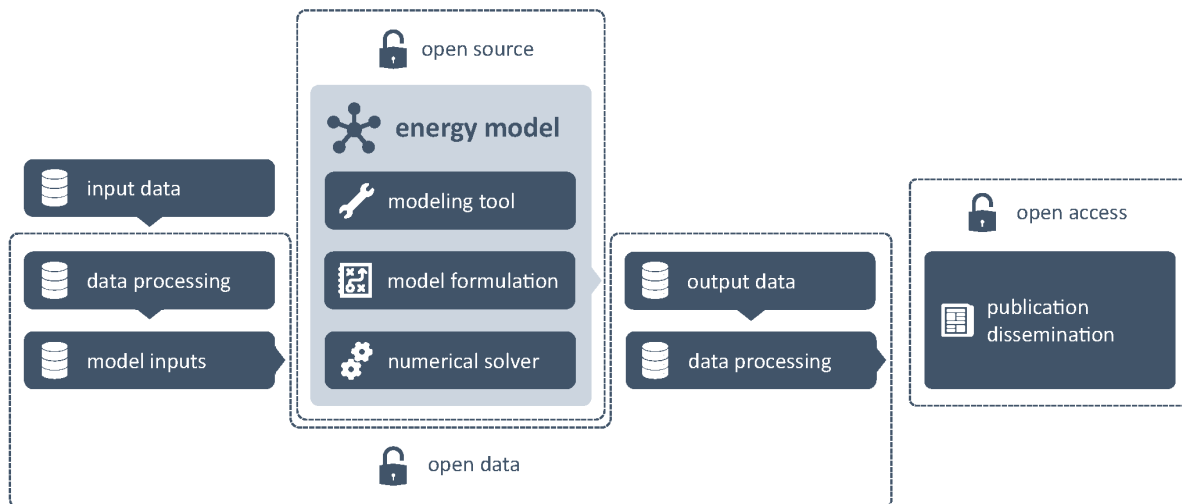 open source
energy model
input data
modeling tool
open access
data processing
model formulation
output data
publication
dissemination
model inputs
numerical solver
data processing
open data